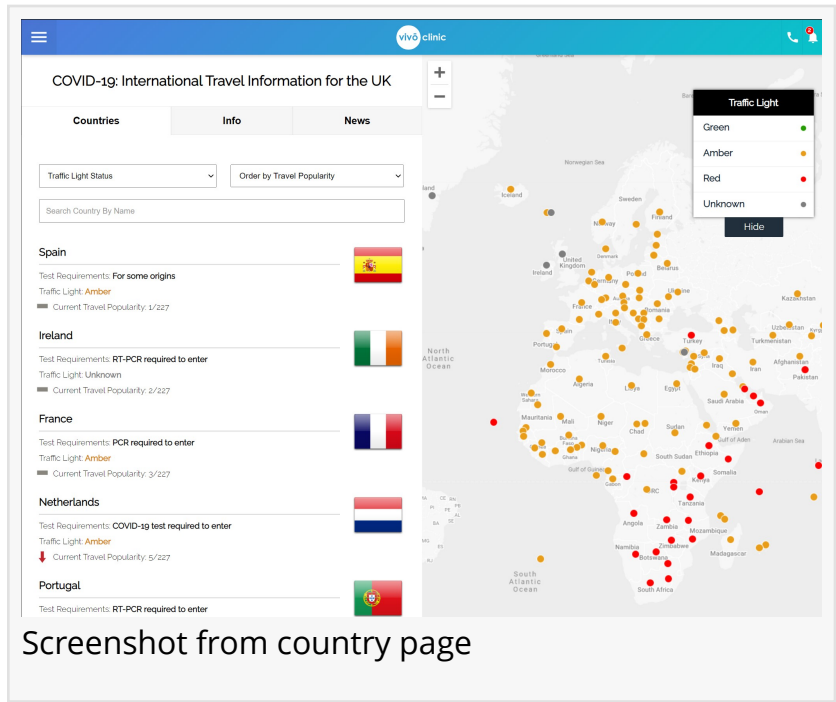 vivō clinic
2
COVID-19: International Travel Information for the UK
Countries
Info
News
Traffic Light Status
Order by Travel Popularity
Search Country By Name
Spain
Test Requirements: For some origins
Traffic Light: Amber
Current Travel Popularity: 1/227
Ireland
Test Requirements: RT-PCR required to enter
Traffic Light: Unknown
Current Travel Popularity: 2/227
France
Test Requirements: PCR required to enter
Traffic Light: Amber
Current Travel Popularity: 3/227
Netherlands
Test Requirements: COVID-19 test required to enter
Traffic Light: Amber
Current Travel Popularity: 5/227
Portugal
Test Requirements: RT-PCR required to enter
+
−
Traffic Light
Green
Amber
Red
Unknown
Hide
Norwegian Sea
Iceland
Sweden
Norway
Finland
United
Kingdom
Denmark
Ireland
Poland
Belarus
Germany
Ukraine
France
Romania
Kazakhstan
Italy
Spain
Portugal
Greece
Turkey
Uzbekistan
Turkmenistan
North
Atlantic
Ocean
Tunisia
Syria
Iraq
Iran
Afghanistan
Pakistan
Morocco
Algeria
Libya
Egypt
Western
Sahara
Saudi Arabia
Oman
Mauritania
Mali
Niger
Chad
Sudan
Yemen
Gulf of Aden
Arabian Sea
Burkina
Faso
Ghana
Nigeria
South Sudan
Ethiopia
Somalia
Gulf of Guinea
Gabon
DRC
Kenya
Tanzania
Angola
Zambia
Mozambique
Namibia
Zimbabwe
Botswana
Madagascar
South
Atlantic
Ocean
South Africa
Screenshot from country page